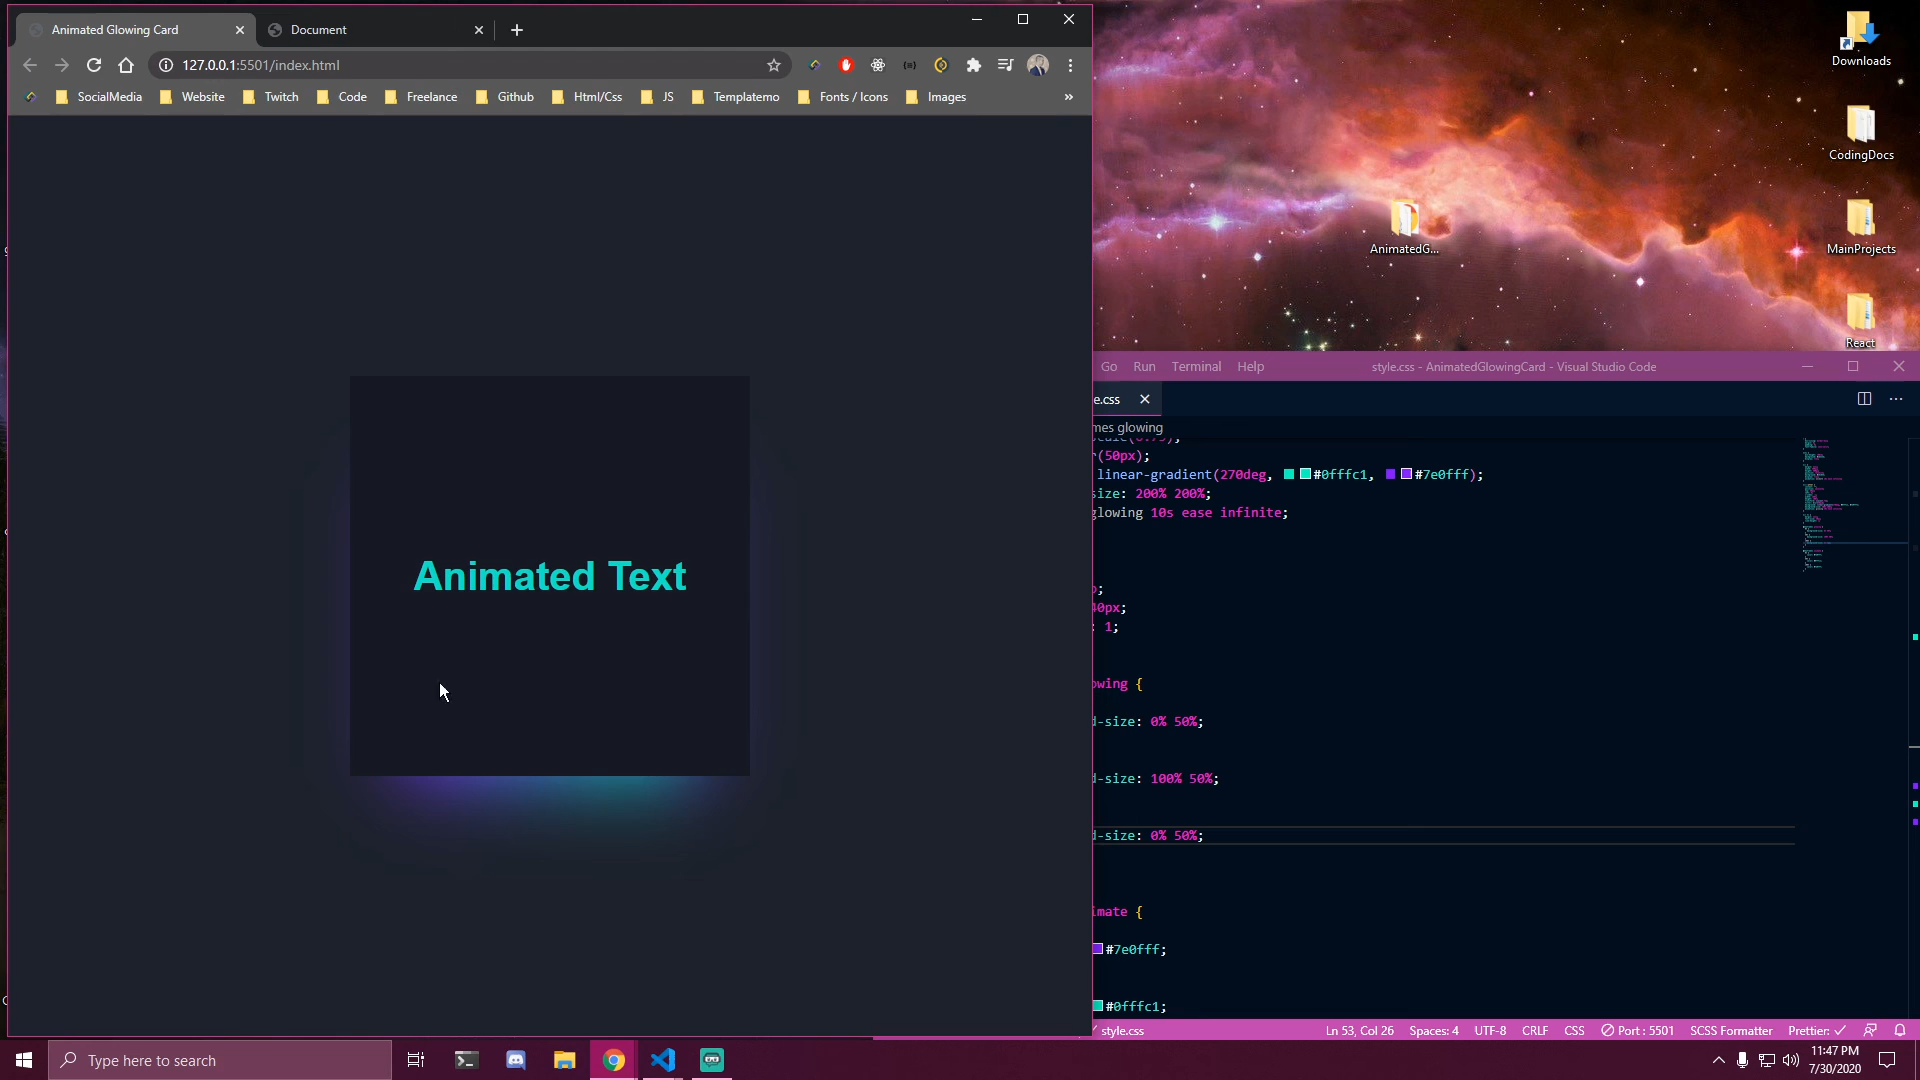 Animated Glowing Card
Document
127.0.0.1:5501/index.html
SocialMedia
Website
Twitch
Code
Freelance
Github
Html/Css
JS
Templatemo
Fonts / Icons
Images
»
Animated Text
Downloads
CodingDocs
AnimatedG...
MainProjects
React
Go Run Terminal Help style.css - AnimatedGlowingCard - Visual Studio Code
e.css
mes glowing
r(50px);
linear-gradient(270deg, #0fffc1, #7e0fff);
size: 200% 200%;
glowing 10s ease infinite;
40px;
: 1;
owing {
d-size: 0% 50%;
d-size: 100% 50%;
d-size: 0% 50%;
imate {
#7e0fff;
#0fffc1;
style.css Ln 53, Col 26 Spaces: 4 UTF-8 CRLF CSS Port : 5501 SCSS Formatter Prettier: ✓
Type here to search
11:47 PM
7/30/2020